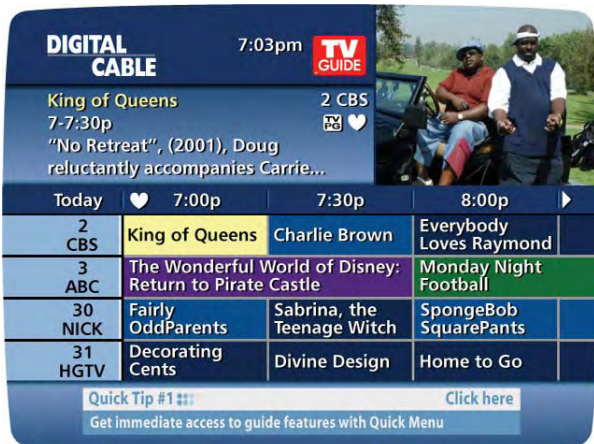 DIGITAL
CABLE
7:03pm
TV
GUIDE
King of Queens
2 CBS
7-7:30p
TV
PG
"No Retreat", (2001), Doug
reluctantly accompanies Carrie...
Today 7:00p 7:30p 8:00p
2
CBS
King of Queens
Charlie Brown
Everybody
Loves Raymond
3
ABC
The Wonderful World of Disney:
Return to Pirate Castle
Monday Night
Football
30
NICK
Fairly
OddParents
Sabrina, the
Teenage Witch
SpongeBob
SquarePants
31
HGTV
Decorating
Cents
Divine Design
Home to Go
Quick Tip #1
Click here
Get immediate access to guide features with Quick Menu